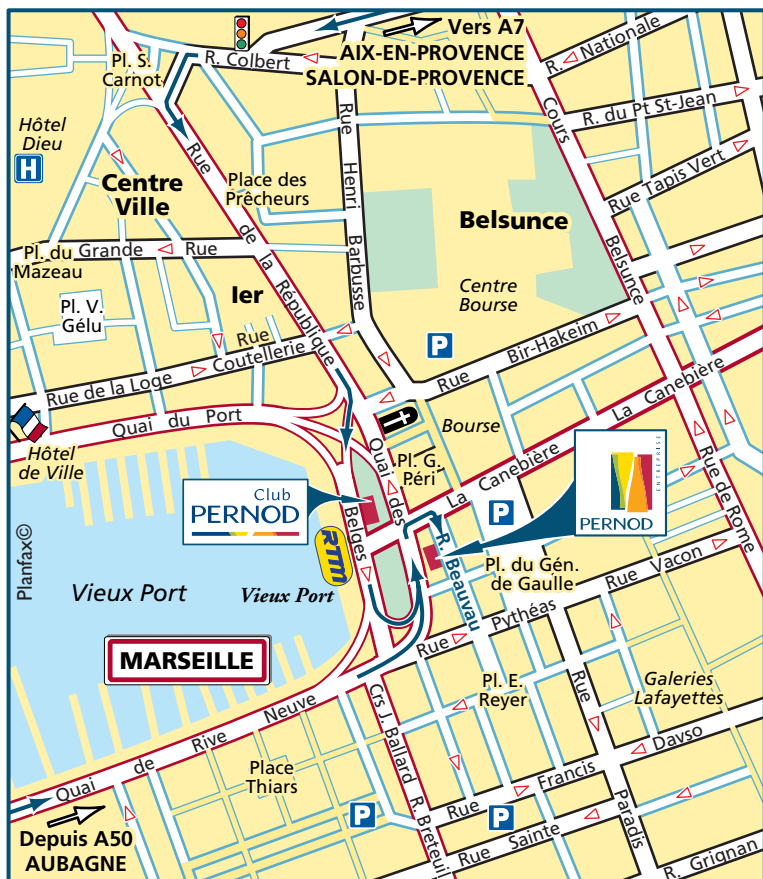 Vers A7
AIX-EN-PROVENCE
SALON-DE-PROVENCE
R. Colbert
Pl. S.
Carnot
R. Nationale
R. du Pt St-Jean
Rue Tapis Vert
Cours
Belsunce
Hôtel
Dieu
H
Centre
Ville
Place des
Prêcheurs
Rue Henri Barbusse
Belsunce
Centre
Bourse
Rue de la République
Pl. du
Mazeau
Grande Rue
Pl. V.
Gélu
Ier
Rue Coutellerie
Rue de la Loge
P
Rue Bir-Hakeim
La Canebière
Quai du Port
Hôtel
de Ville
Bourse
Pl. G.
Péri
La Canebière
Quai des Belges
Club
PERNOD
PERNOD
ENTREPRISE
Rue de Rome
P
RTM
Vieux Port
Vieux Port
Planfax©
R. Beauvau
Pl. du Gén.
de Gaulle
Rue Vacon
Rue Pythéas
MARSEILLE
Pl. E.
Reyer
Galeries
Lafayettes
Rue Paradis
Quai de Rive Neuve
Crs J. Ballard
Place
Thiars
Rue Francis Davso
R. Breteuil
P
P
Rue Sainte
R. Grignan
Depuis A50
AUBAGNE